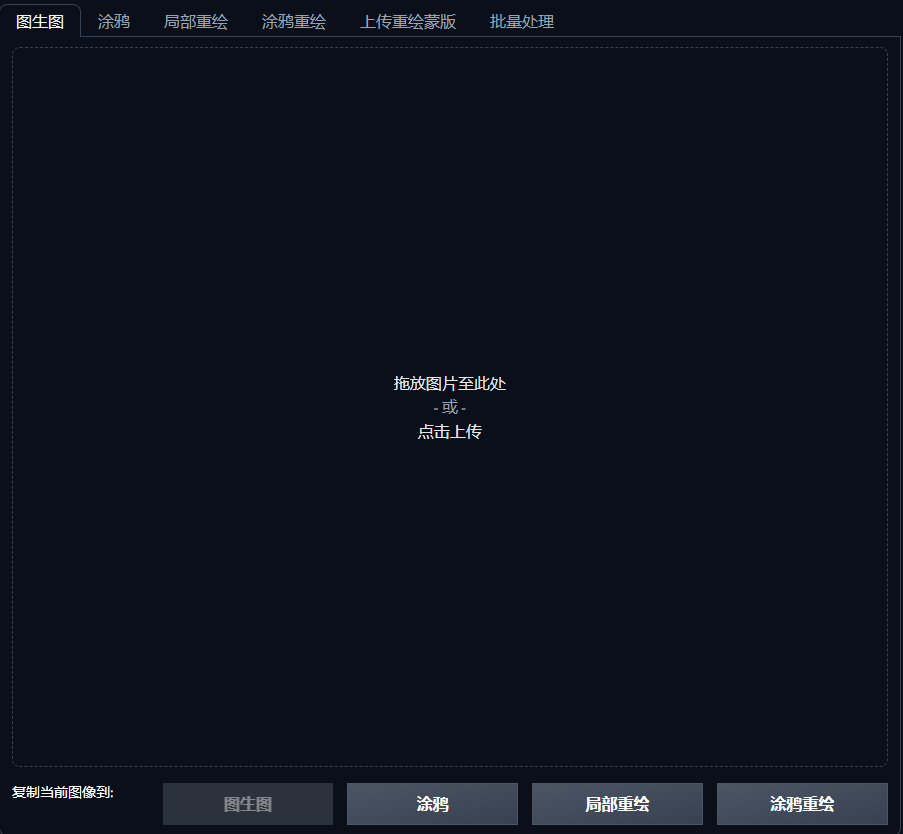 图生图 涂鸦 局部重绘 涂鸦重绘 上传重绘蒙版 批量处理
拖放图片至此处
- 或 -
点击上传
复制当前图像到: 图生图 涂鸦 局部重绘 涂鸦重绘